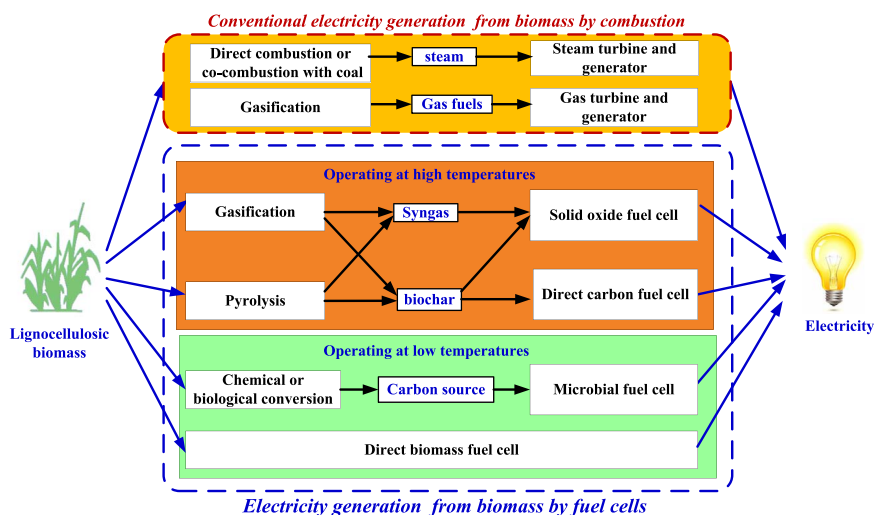 Conventional electricity generation from biomass by combustion
Direct combustion or
co-combustion with coal
steam
Steam turbine and
generator
Gasification
Gas fuels
Gas turbine and
generator
Operating at high temperatures
Gasification
Syngas
Solid oxide fuel cell
Pyrolysis
biochar
Direct carbon fuel cell
Lignocellulosic
biomass
Electricity
Operating at low temperatures
Chemical or
biological conversion
Carbon source
Microbial fuel cell
Direct biomass fuel cell
Electricity generation from biomass by fuel cells